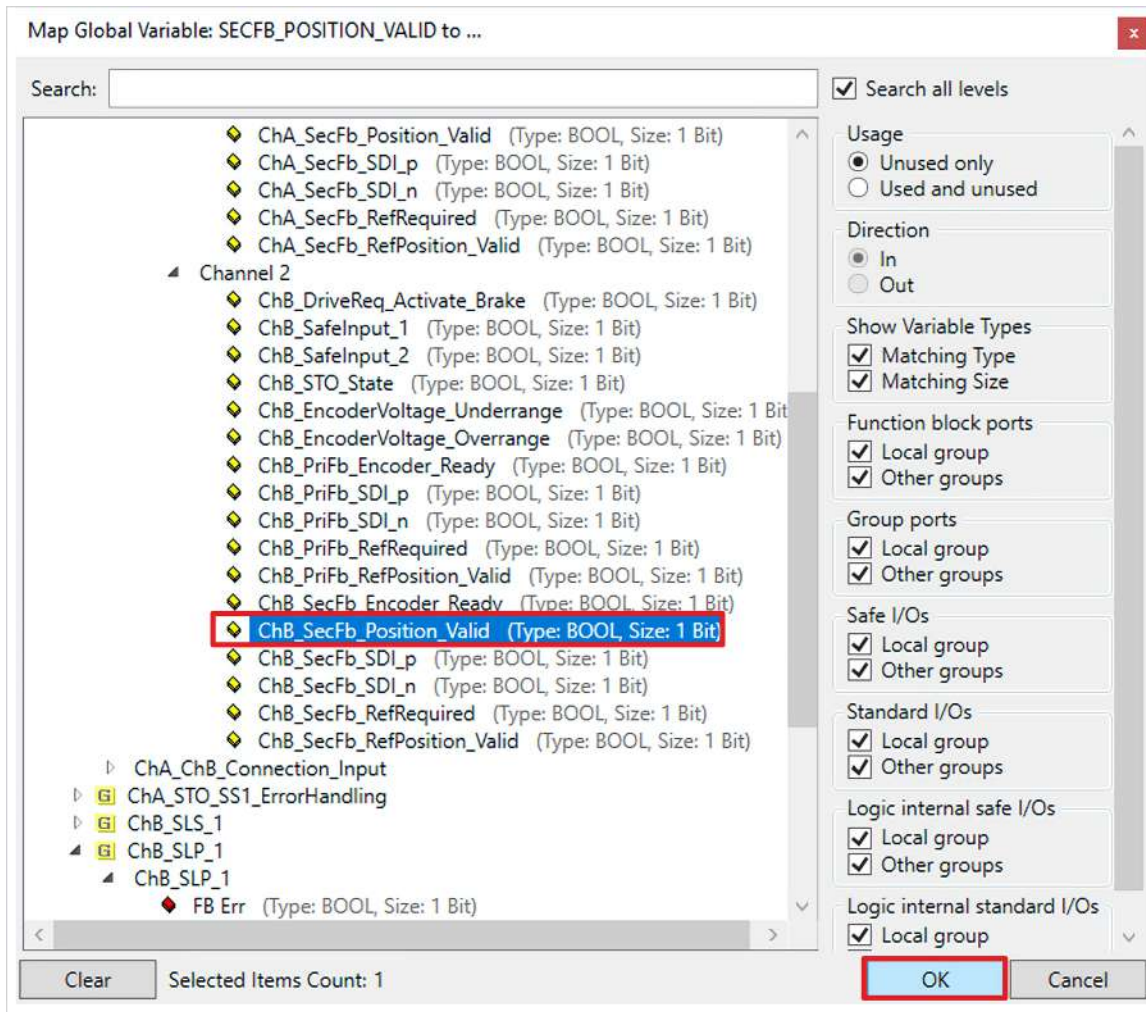 Map Global Variable: SECFB_POSITION_VALID to ...
x
Search:
Search all levels
ChA_SecFb_Position_Valid (Type: BOOL, Size: 1 Bit)
ChA_SecFb_SDI_p (Type: BOOL, Size: 1 Bit)
ChA_SecFb_SDI_n (Type: BOOL, Size: 1 Bit)
ChA_SecFb_RefRequired (Type: BOOL, Size: 1 Bit)
ChA_SecFb_RefPosition_Valid (Type: BOOL, Size: 1 Bit)
Channel 2
ChB_DriveReq_Activate_Brake (Type: BOOL, Size: 1 Bit)
ChB_SafeInput_1 (Type: BOOL, Size: 1 Bit)
ChB_SafeInput_2 (Type: BOOL, Size: 1 Bit)
ChB_STO_State (Type: BOOL, Size: 1 Bit)
ChB_EncoderVoltage_Underrange (Type: BOOL, Size: 1 Bit
ChB_EncoderVoltage_Overrange (Type: BOOL, Size: 1 Bit)
ChB_PriFb_Encoder_Ready (Type: BOOL, Size: 1 Bit)
ChB_PriFb_SDI_p (Type: BOOL, Size: 1 Bit)
ChB_PriFb_SDI_n (Type: BOOL, Size: 1 Bit)
ChB_PriFb_RefRequired (Type: BOOL, Size: 1 Bit)
ChB_PriFb_RefPosition_Valid (Type: BOOL, Size: 1 Bit)
ChB_SecFb_Encoder_Ready (Type: BOOL, Size: 1 Bit)
ChB_SecFb_Position_Valid (Type: BOOL, Size: 1 Bit)
ChB_SecFb_SDI_p (Type: BOOL, Size: 1 Bit)
ChB_SecFb_SDI_n (Type: BOOL, Size: 1 Bit)
ChB_SecFb_RefRequired (Type: BOOL, Size: 1 Bit)
ChB_SecFb_RefPosition_Valid (Type: BOOL, Size: 1 Bit)
ChA_ChB_Connection_Input
G ChA_STO_SS1_ErrorHandling
G ChB_SLS_1
G ChB_SLP_1
ChB_SLP_1
FB Err (Type: BOOL, Size: 1 Bit)
Usage
Unused only
Used and unused
Direction
In
Out
Show Variable Types
Matching Type
Matching Size
Function block ports
Local group
Other groups
Group ports
Local group
Other groups
Safe I/Os
Local group
Other groups
Standard I/Os
Local group
Other groups
Logic internal safe I/Os
Local group
Other groups
Logic internal standard I/Os
Local group
Clear
Selected Items Count: 1
OK
Cancel